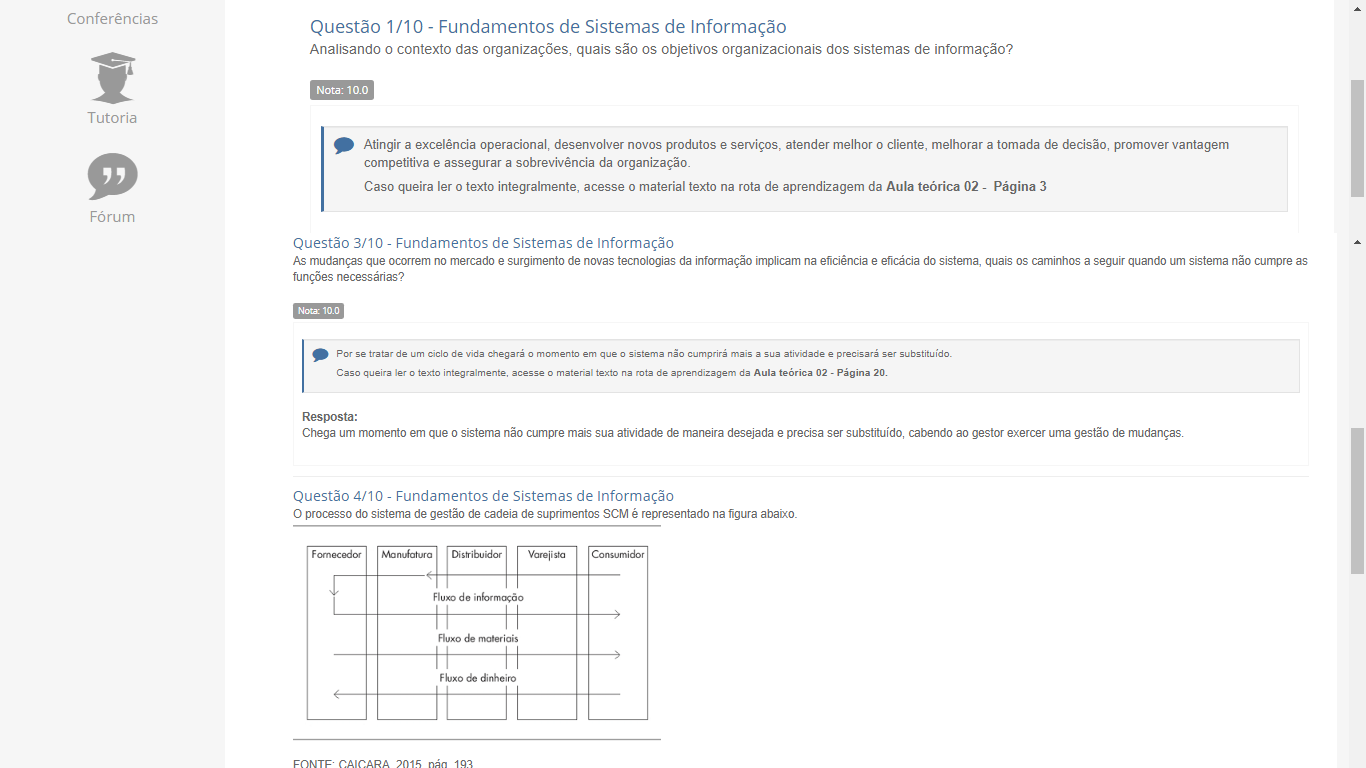 Conferências
Tutoria
Fórum
Questão 1/10 - Fundamentos de Sistemas de Informação
Analisando o contexto das organizações, quais são os objetivos organizacionais dos sistemas de informação?
Nota: 10.0
Atingir a excelência operacional, desenvolver novos produtos e serviços, atender melhor o cliente, melhorar a tomada de decisão, promover vantagem
competitiva e assegurar a sobrevivência da organização.
Caso queira ler o texto integralmente, acesse o material texto na rota de aprendizagem da Aula teórica 02 - Página 3
Questão 3/10 - Fundamentos de Sistemas de Informação
As mudanças que ocorrem no mercado e surgimento de novas tecnologias da informação implicam na eficiência e eficácia do sistema, quais os caminhos a seguir quando um sistema não cumpre as
funções necessárias?
Nota: 10.0
Por se tratar de um ciclo de vida chegará o momento em que o sistema não cumprirá mais a sua atividade e precisará ser substituído.
Caso queira ler o texto integralmente, acesse o material texto na rota de aprendizagem da Aula teórica 02 - Página 20.
Resposta:
Chega um momento em que o sistema não cumpre mais sua atividade de maneira desejada e precisa ser substituído, cabendo ao gestor exercer uma gestão de mudanças.
Questão 4/10 - Fundamentos de Sistemas de Informação
O processo do sistema de gestão de cadeia de suprimentos SCM é representado na figura abaixo.
Fornecedor Manufatura Distribuidor Varejista Consumidor
Fluxo de informação
Fluxo de materiais
Fluxo de dinheiro
FONTE: CAIÇARA, 2015, pág. 193